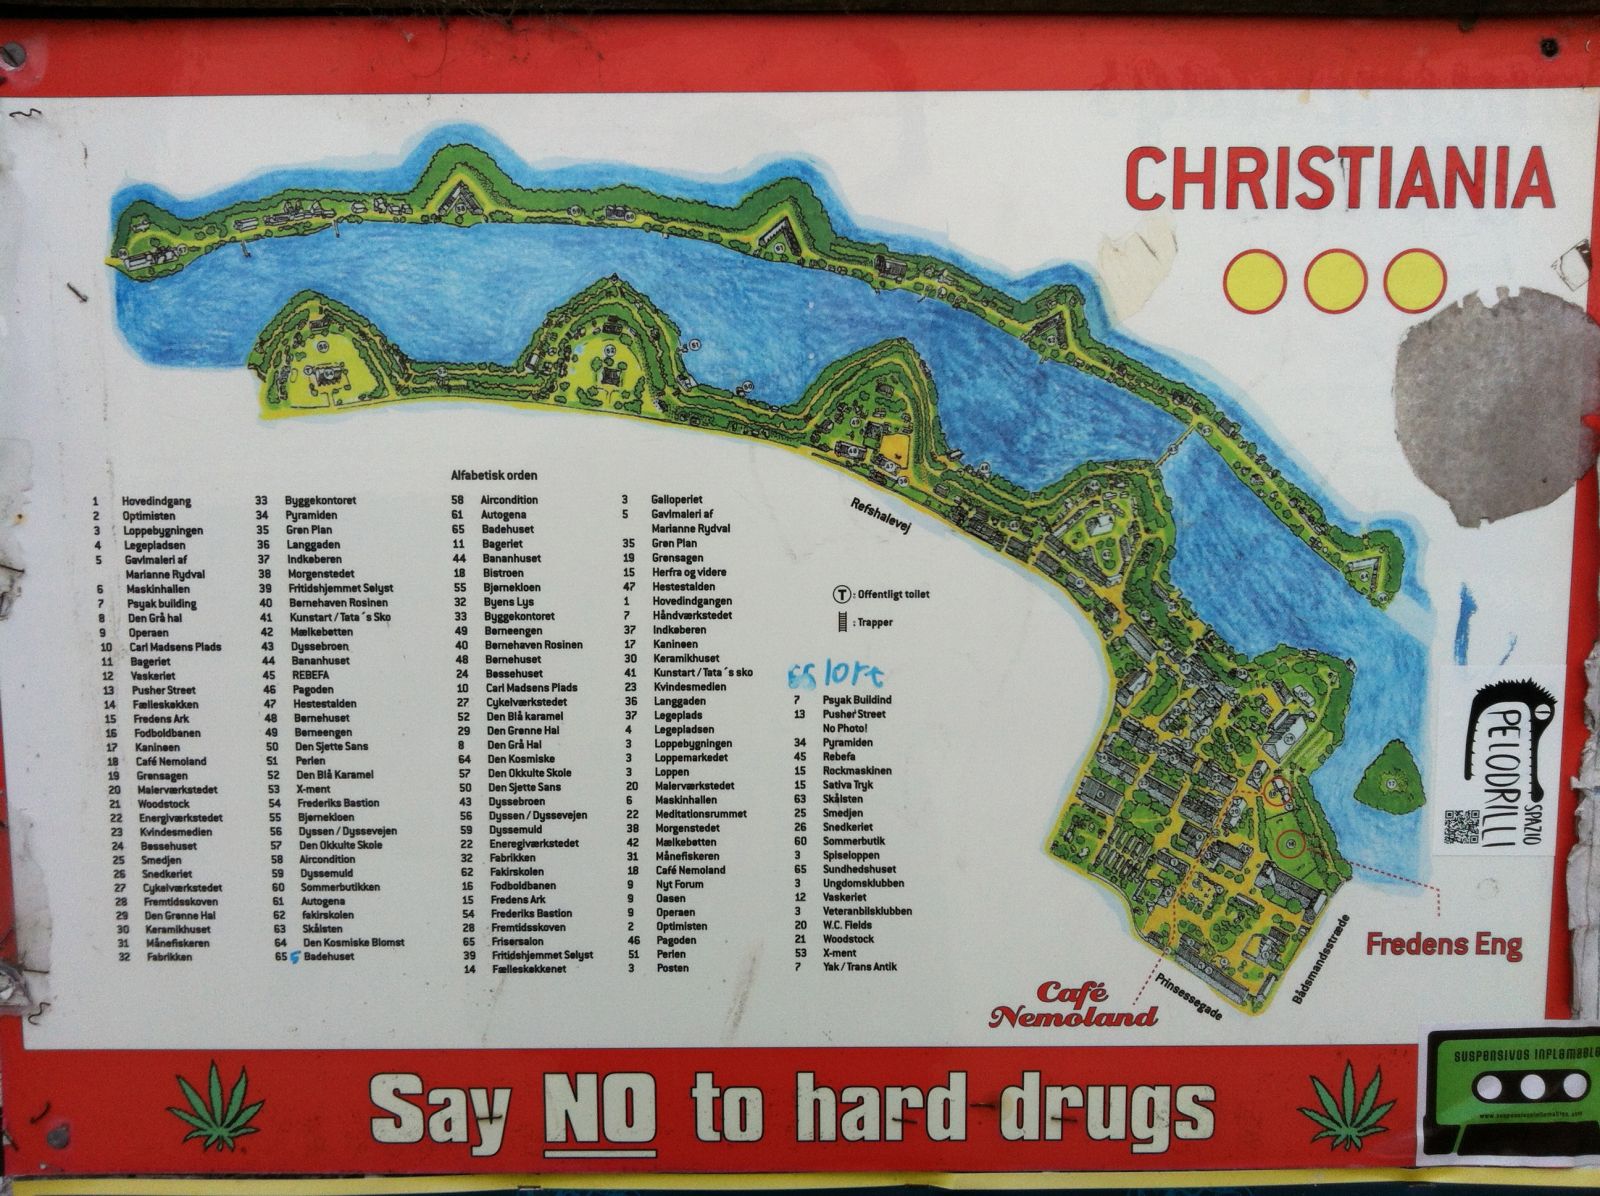 CHRISTIANIA
Refshalevej
Alfabetisk orden
1 Hovedindgang
2 Optimisten
3 Loppebygningen
4 Legepladsen
5 Gavlmaleri af
Marianne Rydval
6 Maskinhallen
7 Psyak building
8 Den Grå hal
9 Operaen
10 Carl Madsens Plads
11 Bageriet
12 Vaskeriet
13 Pusher Street
14 Fælleskøkken
15 Fredens Ark
16 Fodboldbanen
17 Kaninøen
18 Café Nemoland
19 Grønsagen
20 Malerværkstedet
21 Woodstock
22 Energiværkstedet
23 Kvindesmedien
24 Bøssehuset
25 Smedjen
26 Snedkeriet
27 Cykelværkstedet
28 Fremtidsskoven
29 Den Grønne Hal
30 Keramikhuset
31 Månefiskeren
32 Fabrikken
33 Byggekontoret
34 Pyramiden
35 Grøn Plan
36 Langgaden
37 Indkøberen
38 Morgenstedet
39 Fritidshjemmet Sølyst
40 Børnehaven Rosinen
41 Kunstart / Tata´s Sko
42 Mælkebøtten
43 Dyssebroen
44 Bananhuset
45 REBEFA
46 Pagoden
47 Hestestalden
48 Børnehuset
49 Børneengen
50 Den Sjette Sans
51 Perlen
52 Den Blå Karamel
53 X-ment
54 Frederiks Bastion
55 Bjørnekloen
56 Dyssen / Dyssevejen
57 Den Okkulte Skole
58 Aircondition
59 Dyssemuld
60 Sommerbutikken
61 Autogena
62 fakirskolen
63 Skålsten
64 Den Kosmiske Blomst
65 Badehuset
58 Aircondition
61 Autogena
65 Badehuset
11 Bageriet
44 Bananhuset
18 Bistroen
55 Bjørnekloen
32 Byens Lys
33 Byggekontoret
49 Børneengen
40 Børnehaven Rosinen
48 Børnehuset
24 Bøssehuset
10 Carl Madsens Plads
27 Cykelværkstedet
52 Den Blå karamel
29 Den Grønne Hal
8 Den Grå Hal
64 Den Kosmiske
57 Den Okkulte Skole
50 Den Sjette Sans
43 Dyssebroen
56 Dyssen / Dyssevejen
59 Dyssemuld
22 Eneregiværkstedet
32 Fabrikken
62 Fakirskolen
16 Fodboldbanen
15 Fredens Ark
54 Frederiks Bastion
28 Fremtidsskoven
65 Frisørsalon
39 Fritidshjemmet Sølyst
14 Fælleskøkkenet
3 Galloperiet
5 Gavlmaleri af
Marianne Rydval
35 Grøn Plan
19 Grønsagen
15 Herfra og videre
47 Hestestalden
1 Hovedindgangen
7 Håndværkstedet
37 Indkøberen
17 Kaninøen
30 Keramikhuset
41 Kunstart / Tata´s sko
23 Kvindesmedien
36 Langgaden
37 Legeplads
4 Legepladsen
3 Loppebygningen
3 Loppemarkedet
3 Loppen
20 Malerværkstedet
6 Maskinhallen
22 Meditationsrummet
38 Morgenstedet
42 Mælkebøtten
31 Månefiskeren
18 Café Nemoland
9 Nyt Forum
9 Oasen
9 Operaen
2 Optimisten
46 Pagoden
51 Perlen
3 Posten
T : Offentligt toilet
: Trapper
es lort
7 Psyak Buildind
13 Pusher Street
No Photo!
34 Pyramiden
45 Rebefa
15 Rockmaskinen
15 Sativa Tryk
63 Skålsten
25 Smedjen
26 Snedkeriet
60 Sommerbutik
3 Spiseloppen
65 Sundhedshuset
3 Ungdomsklubben
12 Vaskeriet
3 Veteranbilsklubben
20 W.C. Fields
21 Woodstock
53 X-ment
7 Yak / Trans Antik
Café
Nemoland
Prinsessegade
Bådsmandsstræde
Fredens Eng
SPAZIO
PELODRILLI
Say NO to hard drugs
SUSPENSIVOS INFLAMABLE